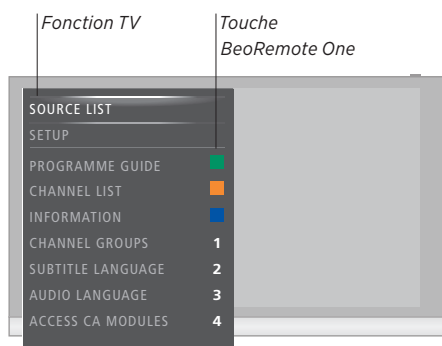 Fonction TV
Touche
BeoRemote One
SOURCE LIST
SETUP
PROGRAMME GUIDE
CHANNEL LIST
INFORMATION
CHANNEL GROUPS 1
SUBTITLE LANGUAGE 2
AUDIO LANGUAGE 3
ACCESS CA MODULES 4